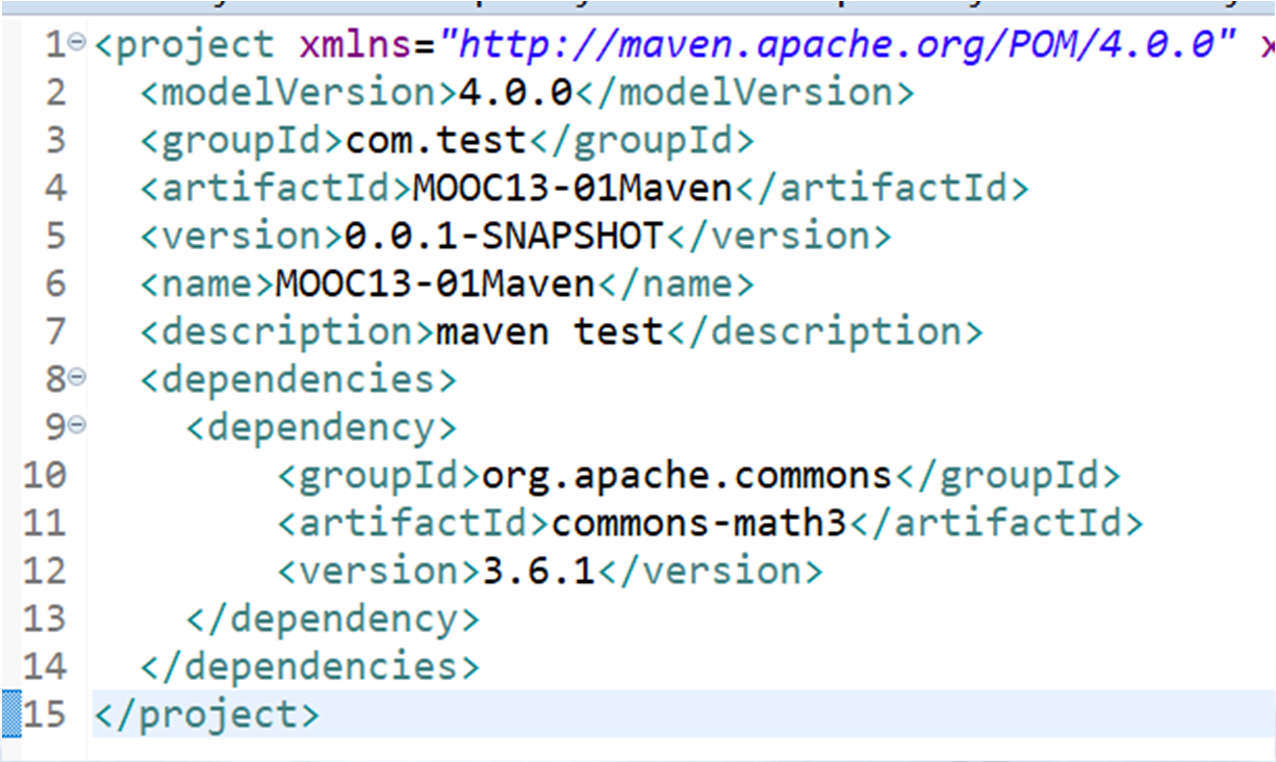 1 <project xmlns="http://maven.apache.org/POM/4.0.0" x
2 <modelVersion>4.0.0</modelVersion>
3 <groupId>com.test</groupId>
4 <artifactId>MOOC13-01Maven</artifactId>
5 <version>0.0.1-SNAPSHOT</version>
6 <name>MOOC13-01Maven</name>
7 <description>maven test</description>
8 <dependencies>
9 <dependency>
10 <groupId>org.apache.commons</groupId>
11 <artifactId>commons-math3</artifactId>
12 <version>3.6.1</version>
13 </dependency>
14 </dependencies>
15 </project>